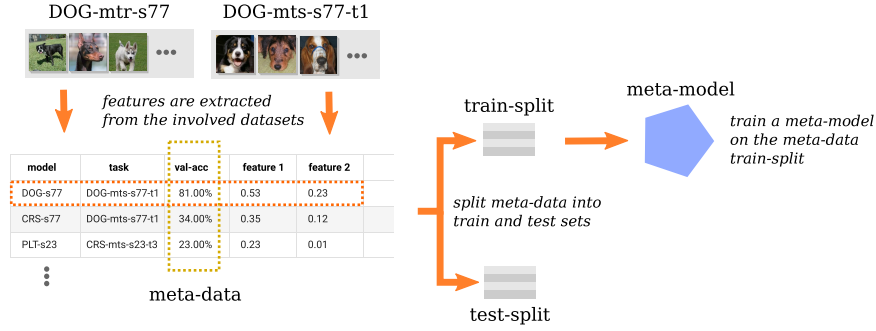 DOG-mtr-s77
DOG-mts-s77-t1
features are extracted
from the involved datasets
model task val-acc feature 1 feature 2
DOG-s77 DOG-mts-s77-t1 81.00% 0.53 0.23
CRS-s77 DOG-mts-s77-t1 34.00% 0.35 0.12
PLT-s23 CRS-mts-s23-t3 23.00% 0.23 0.01
meta-data
train-split
split meta-data into
train and test sets
test-split
meta-model
train a meta-model
on the meta-data
train-split